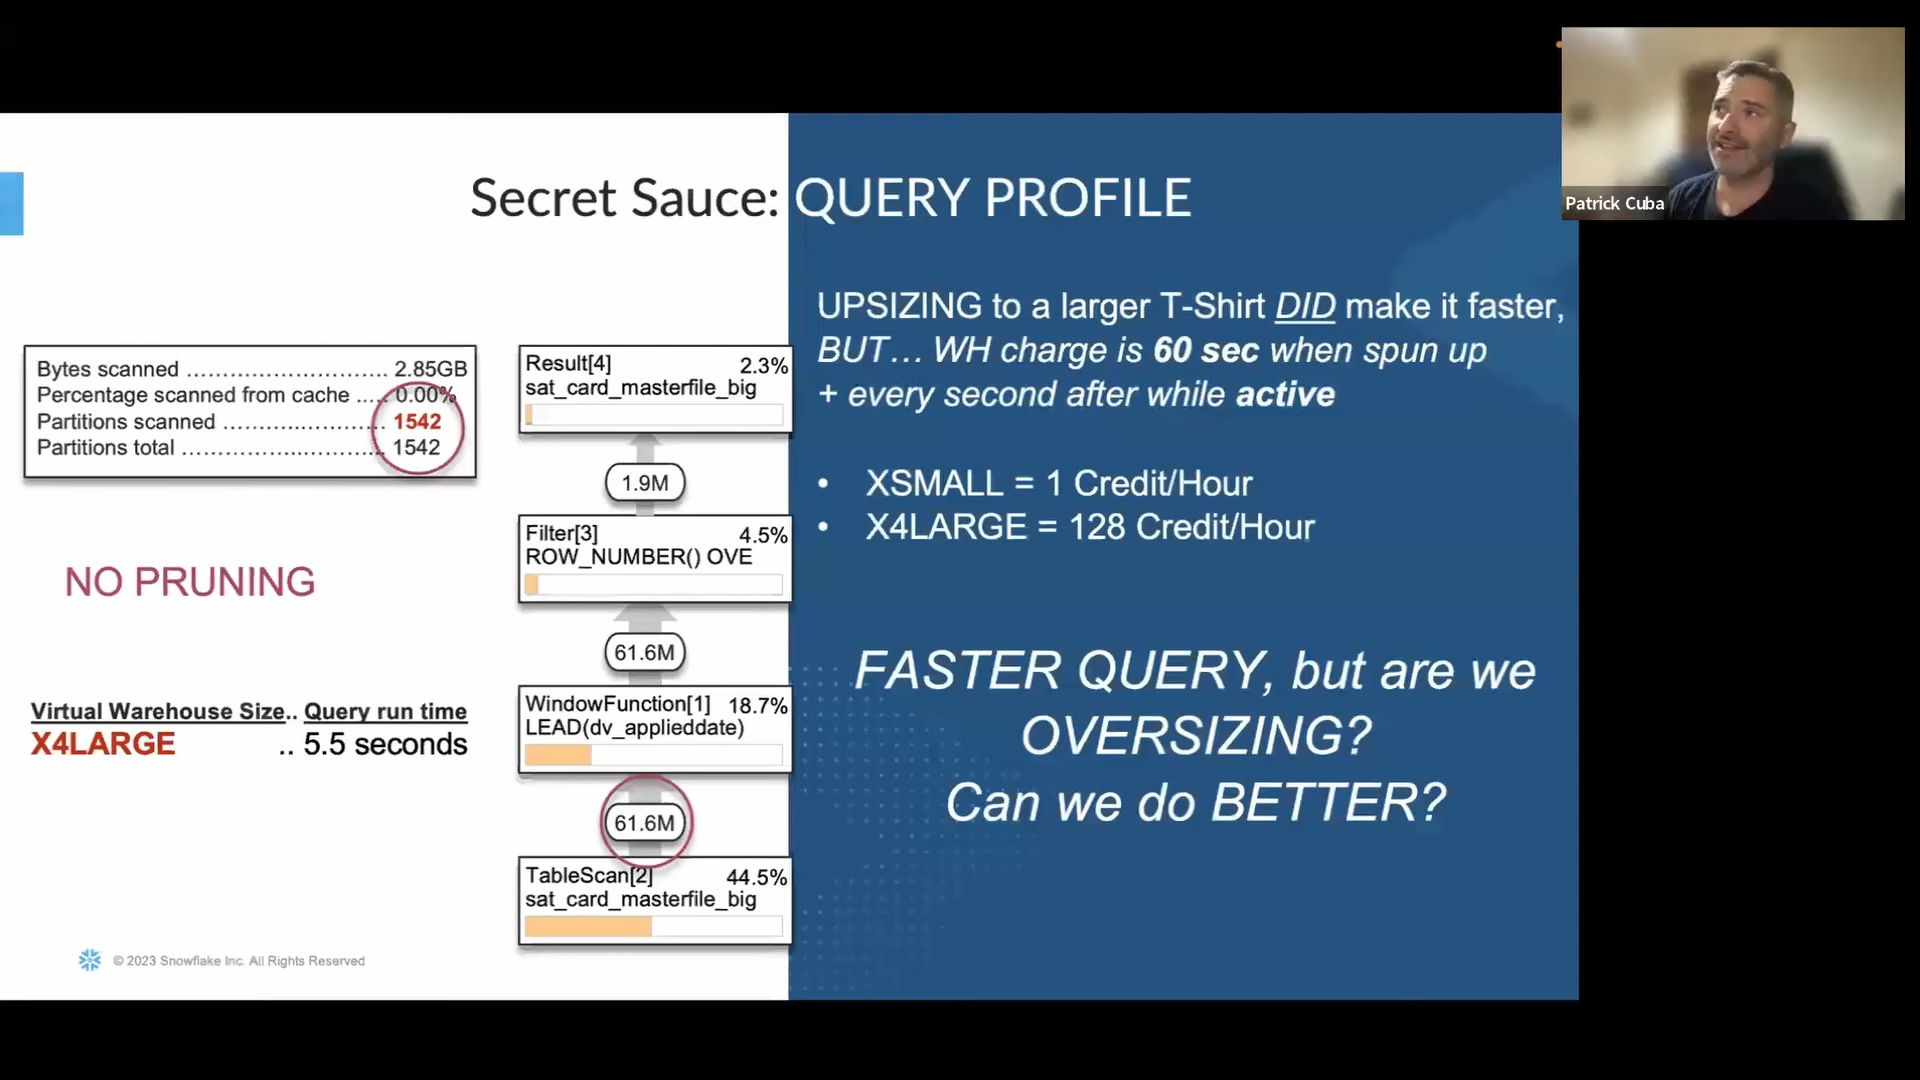 Patrick Cuba
Secret Sauce: QUERY PROFILE
Bytes scanned ............................ 2.85GB
Percentage scanned from cache ..... 0.00%
Partitions scanned ........................ 1542
Partitions total .............................. 1542
NO PRUNING
Virtual Warehouse Size.. Query run time
X4LARGE .. 5.5 seconds
© 2023 Snowflake Inc. All Rights Reserved
Result[4] 2.3%
sat_card_masterfile_big
1.9M
Filter[3] 4.5%
ROW_NUMBER() OVE
61.6M
WindowFunction[1] 18.7%
LEAD(dv_applieddate)
61.6M
TableScan[2] 44.5%
sat_card_masterfile_big
UPSIZING to a larger T-Shirt DID make it faster,
BUT... WH charge is 60 sec when spun up
+ every second after while active
• XSMALL = 1 Credit/Hour
• X4LARGE = 128 Credit/Hour
FASTER QUERY, but are we
OVERSIZING?
Can we do BETTER?